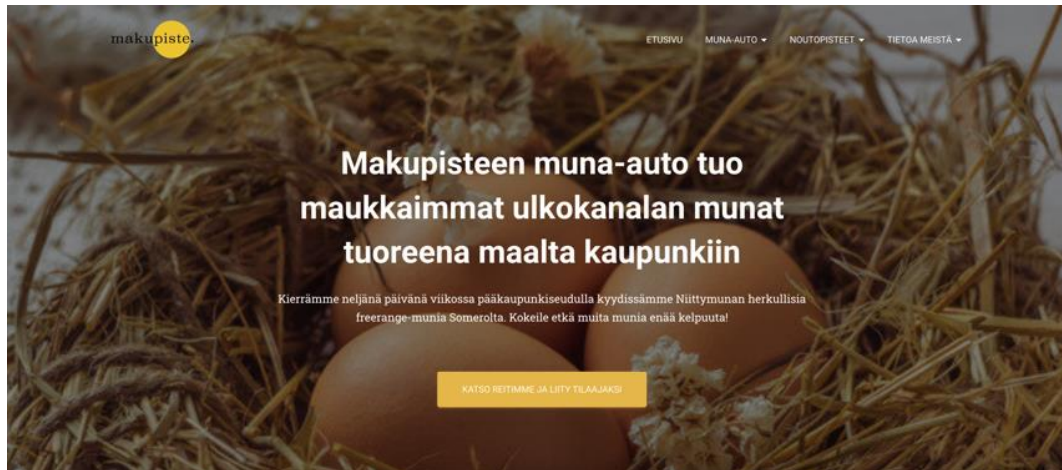 makupiste.
ETUSIVU MUNA-AUTO NOUTOPISTEET TIETOA MEISTÄ
Makupisteen muna-auto tuo
maukkaimmat ulkokanalan munat
tuoreena maalta kaupunkiin
Kierrämme neljänä päivänä viikossa pääkaupunkiseudulla kyydissämme Niittymunan herkullisia
freerange-munia Somerolta. Kokeile etkä muita munia enää kelpuuta!
KATSO REITIMME JA LIITY TILAAJAKSI